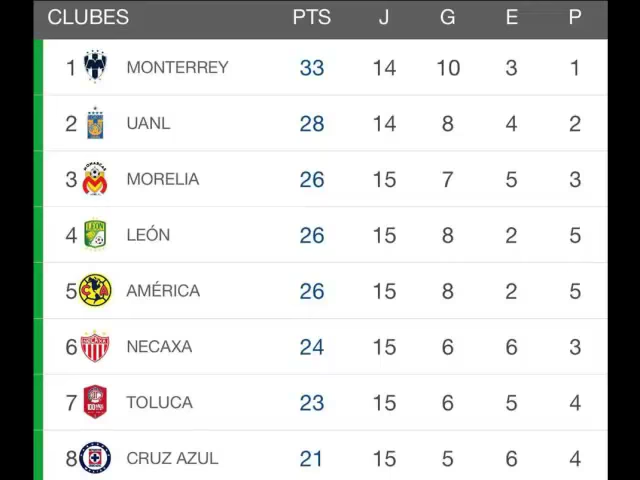 CLUBES PTS J G E P
1 MONTERREY 33 14 10 3 1
2 UANL 28 14 8 4 2
3 MORELIA 26 15 7 5 3
4 LEÓN 26 15 8 2 5
5 AMÉRICA 26 15 8 2 5
6 NECAXA 24 15 6 6 3
7 TOLUCA 23 15 6 5 4
8 CRUZ AZUL 21 15 5 6 4